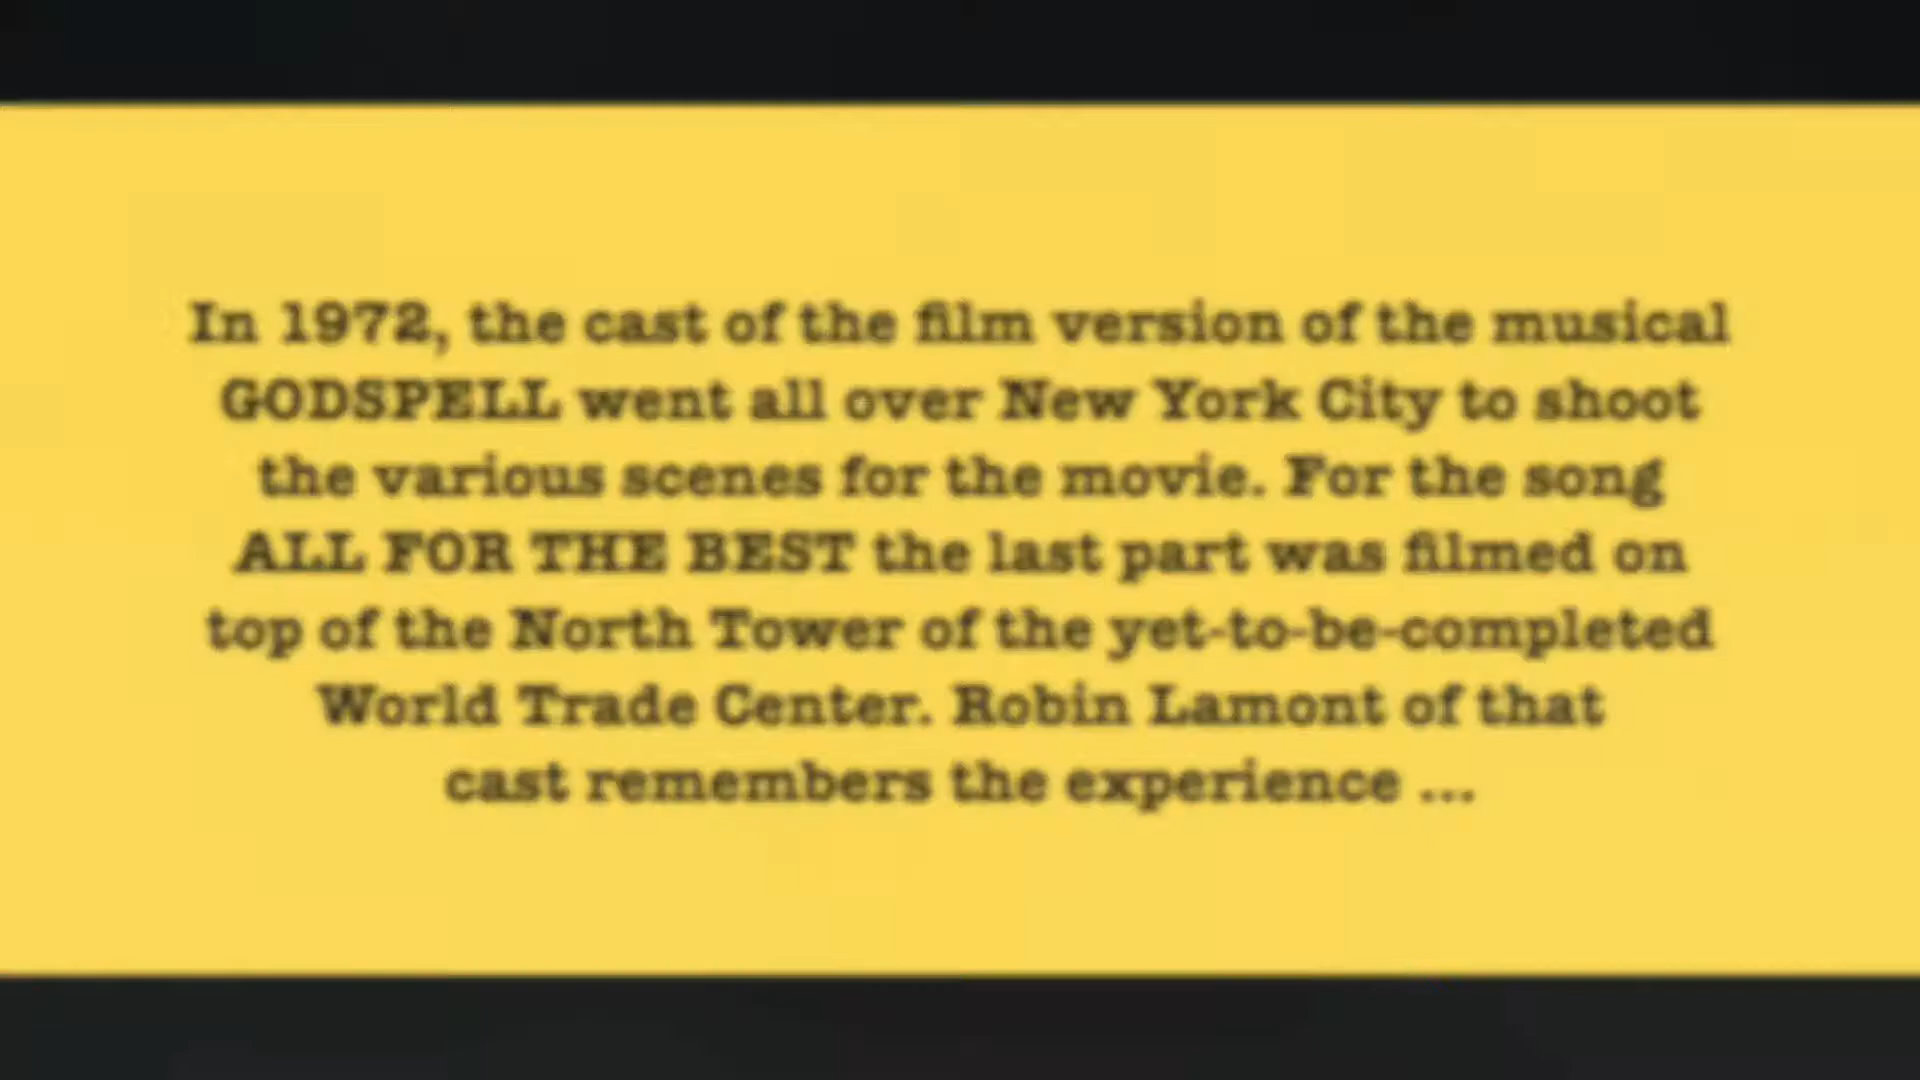 In 1972, the cast of the film version of the musical
GODSPELL went all over New York City to shoot
the various scenes for the movie. For the song
ALL FOR THE BEST the last part was filmed on
top of the North Tower of the yet-to-be-completed
World Trade Center. Robin Lamont of that
cast remembers the experience ...